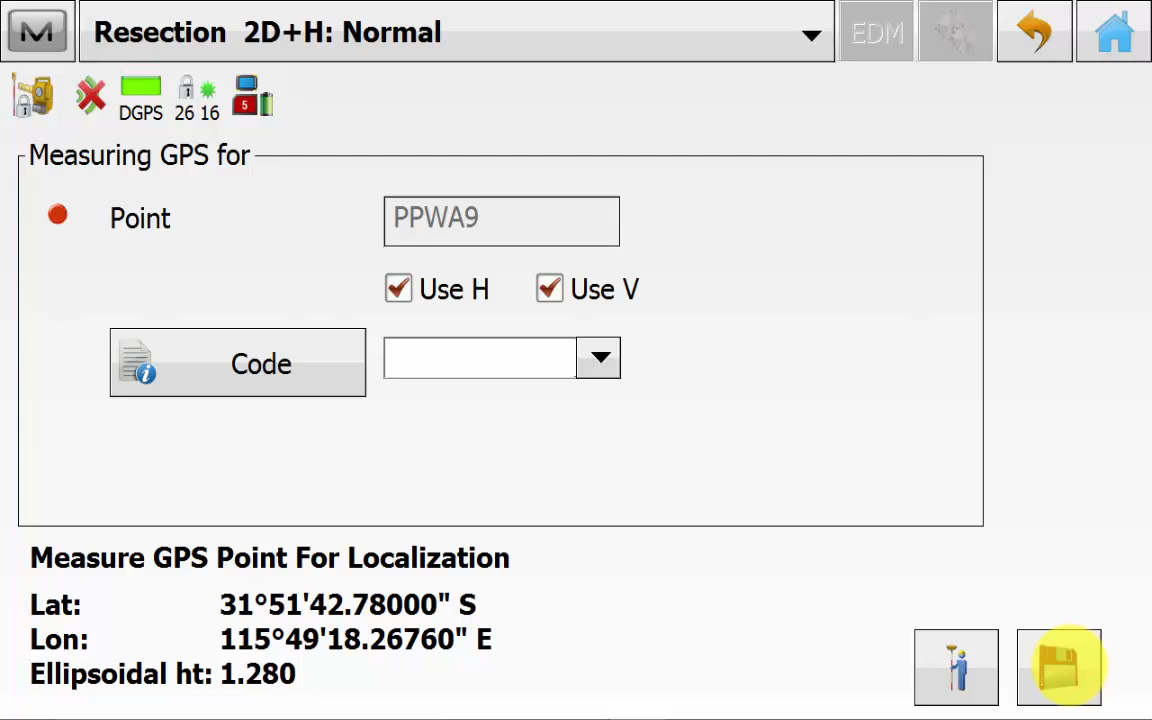 Resection 2D+H: Normal
EDM
DGPS
26 16
5
Measuring GPS for
Point
PPWA9
Use H
Use V
Code
Measure GPS Point For Localization
Lat: 31°51'42.78000" S
Lon: 115°49'18.26760" E
Ellipsoidal ht: 1.280